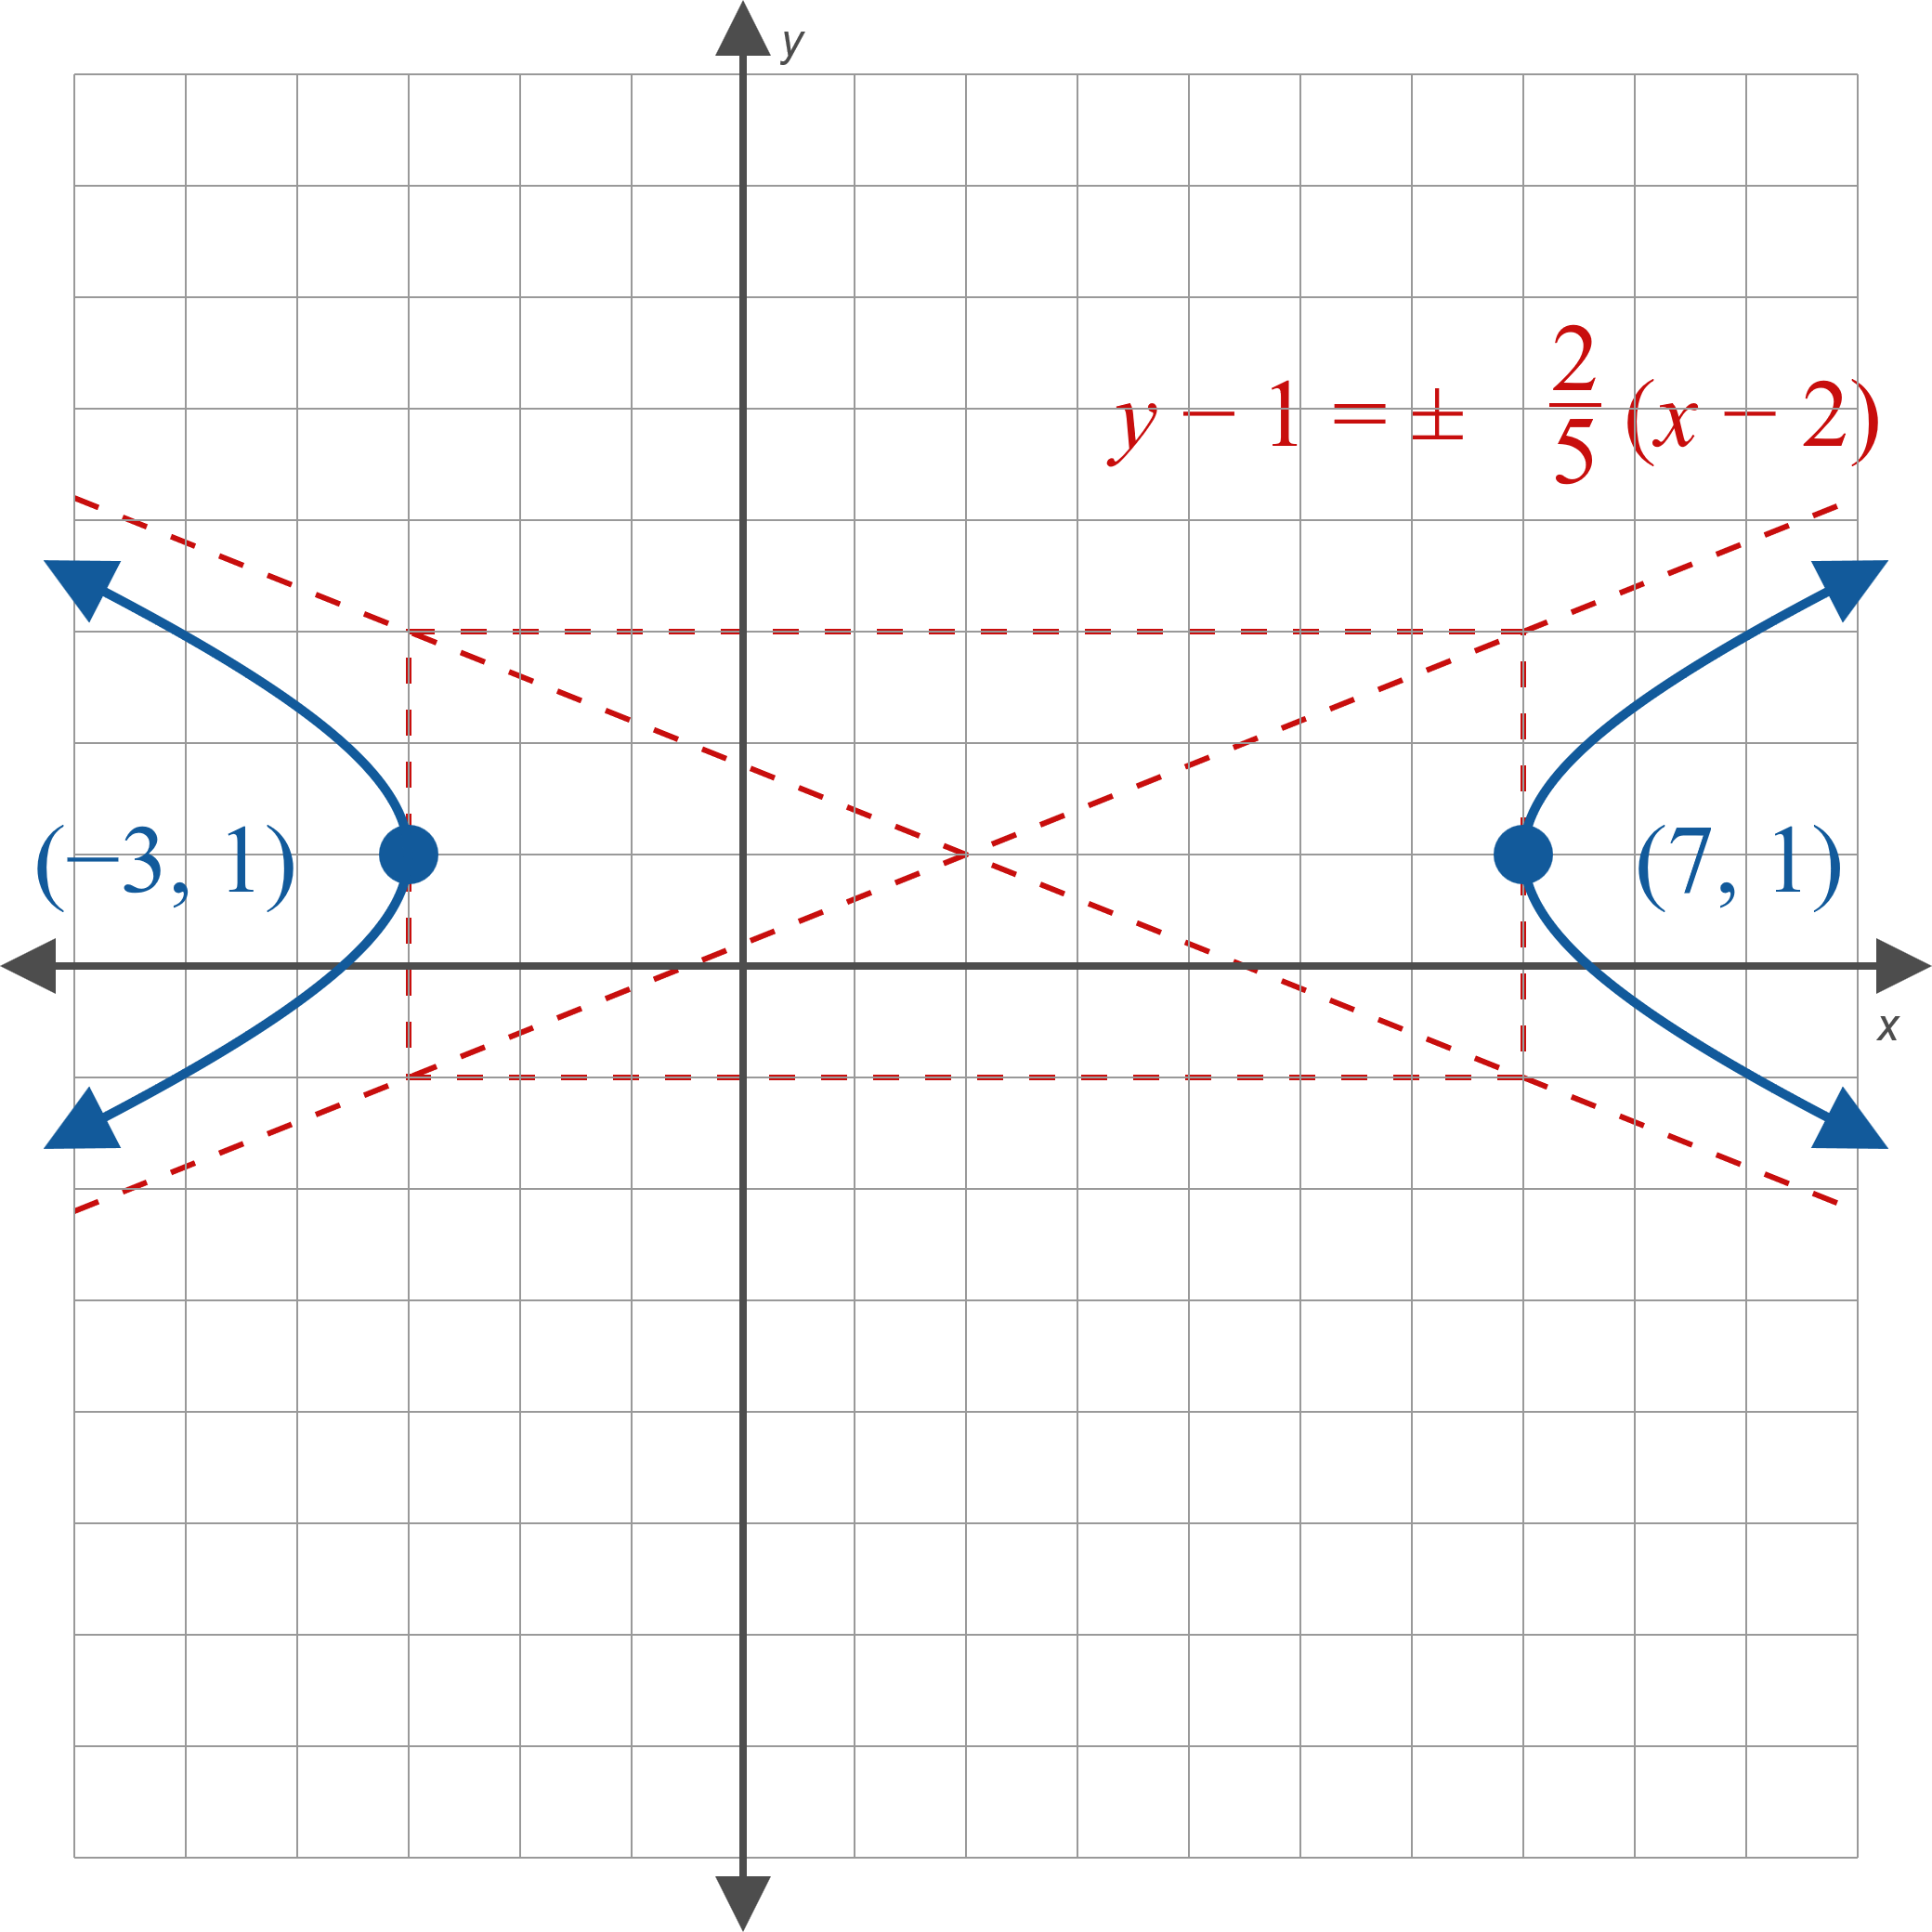 y
y − 1 = ± 2/5 (x − 2)
(−3, 1)
(7, 1)
x